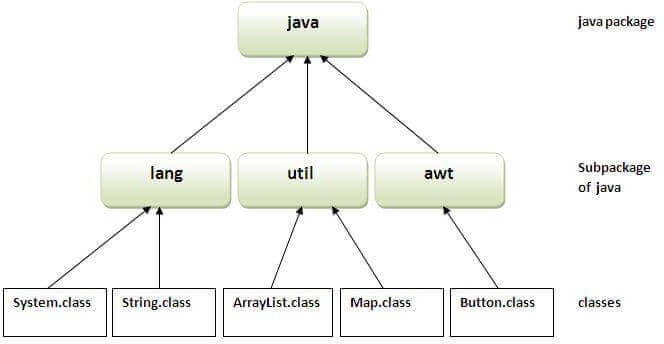 java
java package
lang
util
awt
Subpackage
of java
System.class
String.class
ArrayList.class
Map.class
Button.class
classes